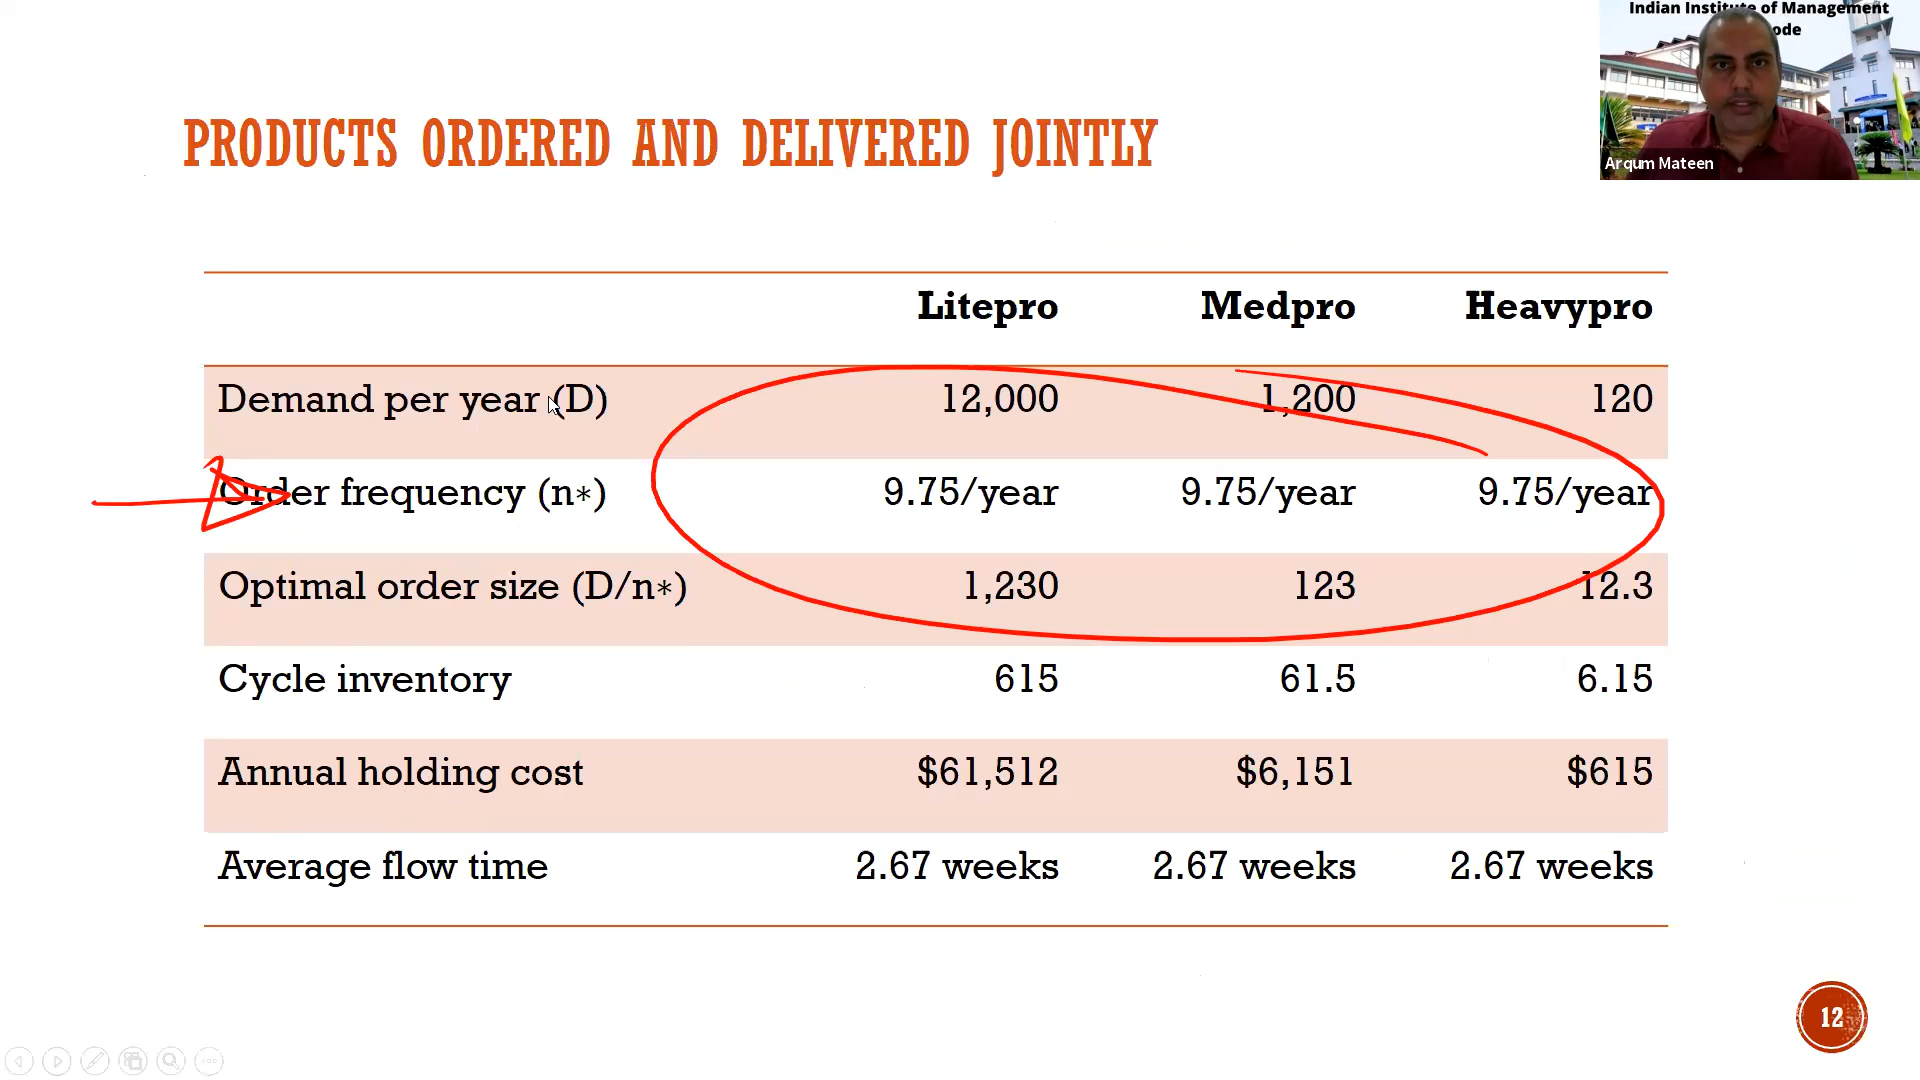 Indian Institute of Management
ode
Arqum Mateen
PRODUCTS ORDERED AND DELIVERED JOINTLY
Litepro Medpro Heavypro
Demand per year (D) 12,000 1,200 120
Order frequency (n*) 9.75/year 9.75/year 9.75/year
Optimal order size (D/n*) 1,230 123 12.3
Cycle inventory 615 61.5 6.15
Annual holding cost $61,512 $6,151 $615
Average flow time 2.67 weeks 2.67 weeks 2.67 weeks
12